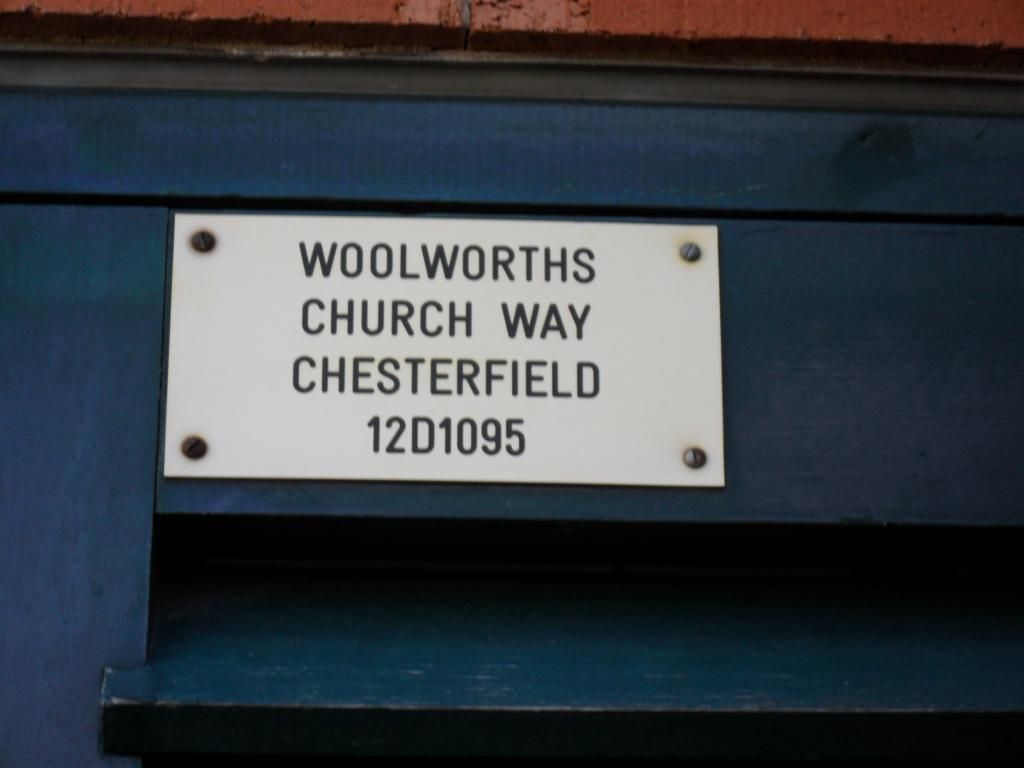 WOOLWORTHS
CHURCH WAY
CHESTERFIELD
12D1095